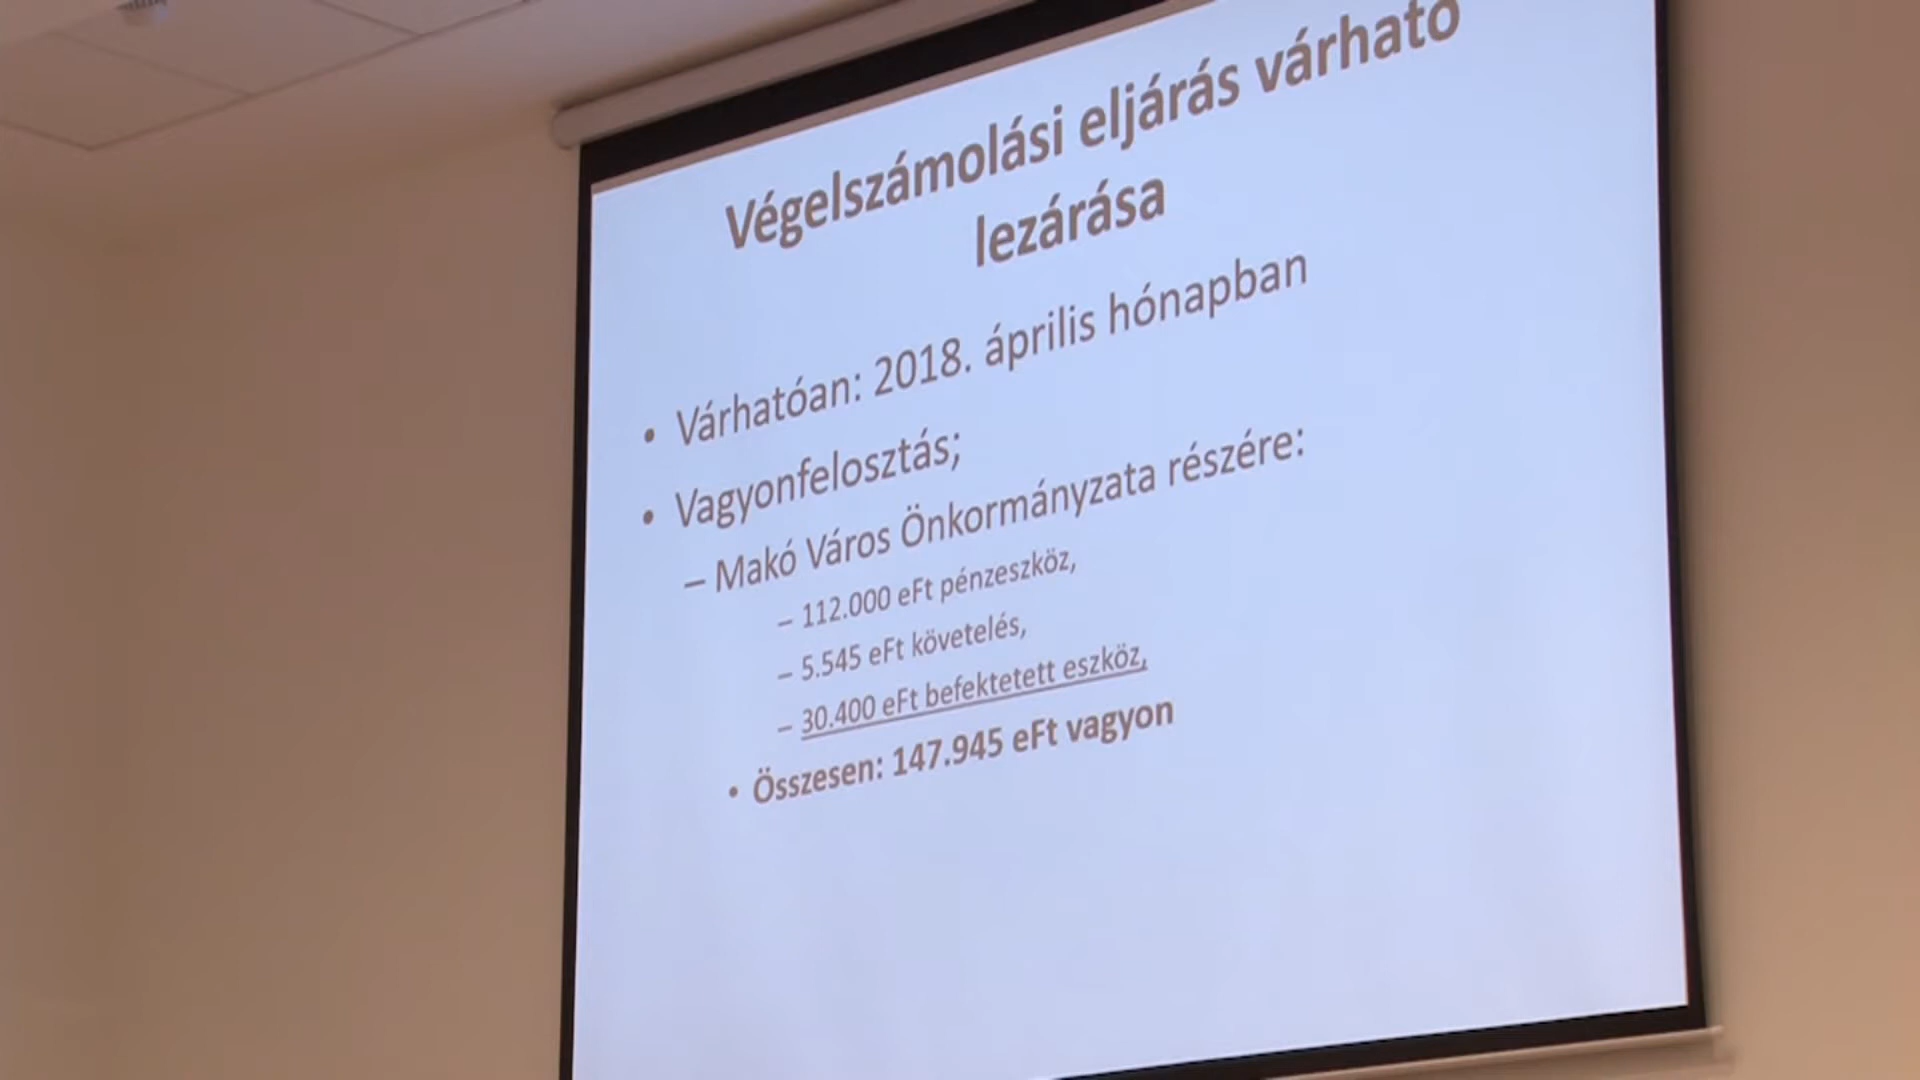 Végelszámolási eljárás várható
lezárása
• Várhatóan: 2018. április hónapban
• Vagyonfelosztás;
– Makó Város Önkormányzata részére:
– 112.000 eFt pénzeszköz,
– 5.545 eFt követelés,
– 30.400 eFt befektetett eszköz,
• Összesen: 147.945 eFt vagyon